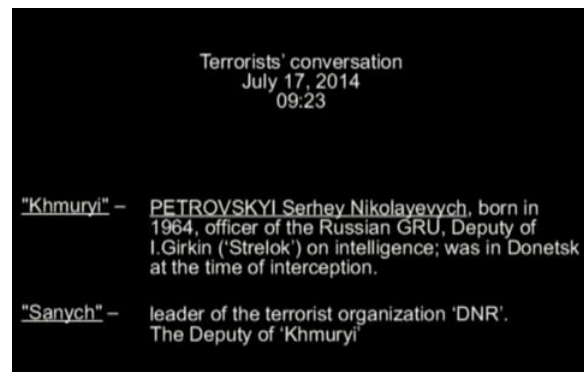 Terrorists' conversation
July 17, 2014
09:23
"Khmuryi" – PETROVSKYI Serhey Nikolayevych, born in
1964, officer of the Russian GRU, Deputy of
I.Girkin ('Strelok') on intelligence; was in Donetsk
at the time of interception.
"Sanych" – leader of the terrorist organization 'DNR'.
The Deputy of 'Khmuryi'